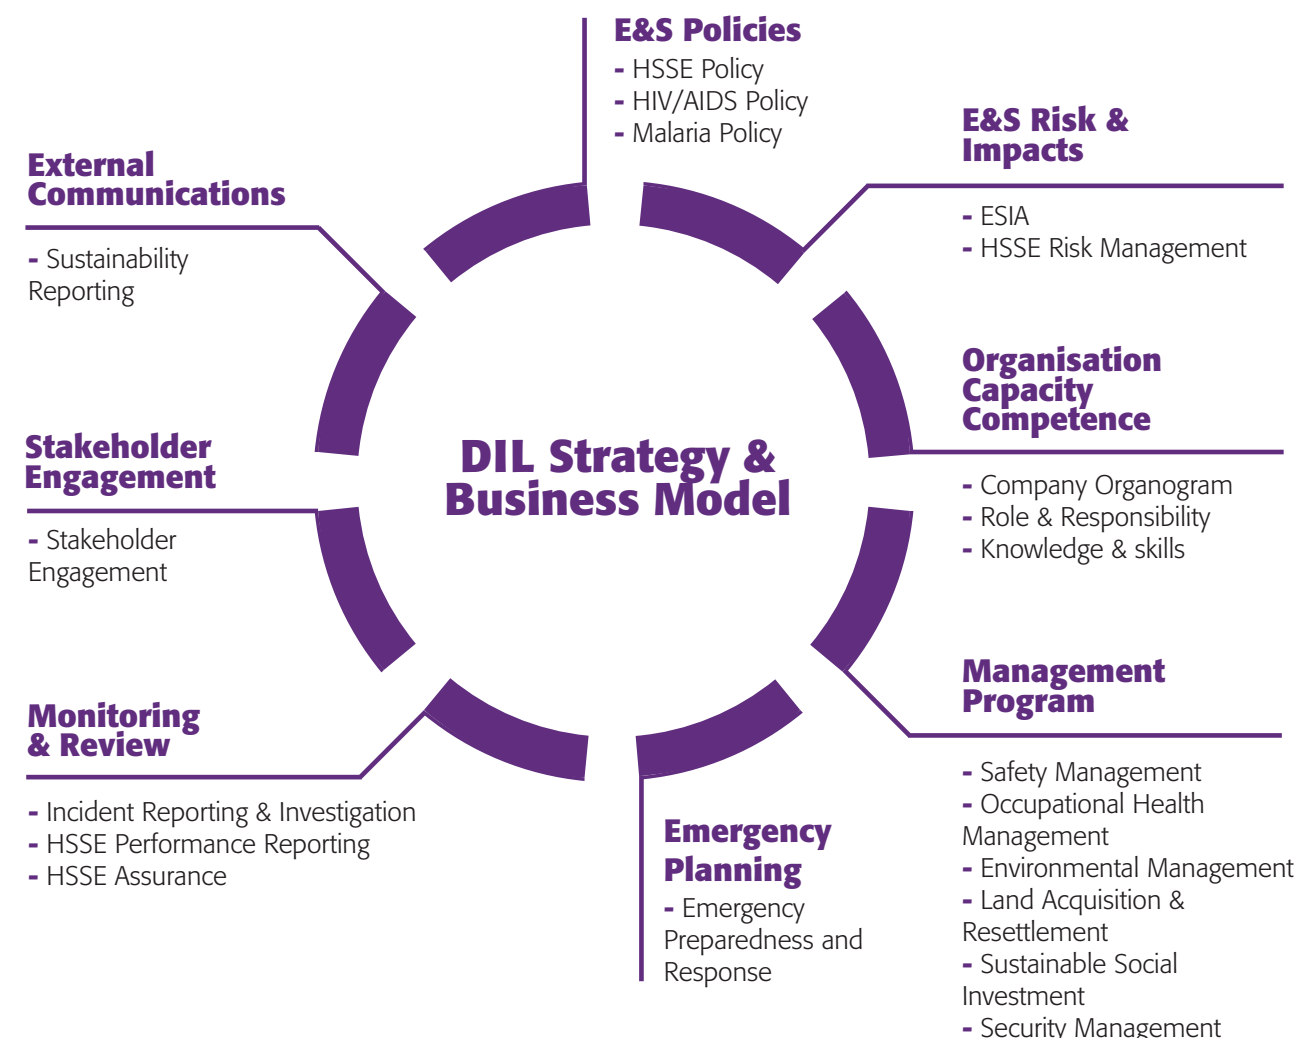 E&S Policies
- HSSE Policy
- HIV/AIDS Policy
- Malaria Policy
E&S Risk &
Impacts
- ESIA
- HSSE Risk Management
Organisation
Capacity
Competence
- Company Organogram
- Role & Responsibility
- Knowledge & skills
Management
Program
- Safety Management
- Occupational Health
Management
- Environmental Management
- Land Acquisition &
Resettlement
- Sustainable Social
Investment
- Security Management
Emergency
Planning
- Emergency
Preparedness and
Response
Monitoring
& Review
- Incident Reporting & Investigation
- HSSE Performance Reporting
- HSSE Assurance
Stakeholder
Engagement
- Stakeholder
Engagement
External
Communications
- Sustainability
Reporting
DIL Strategy &
Business Model